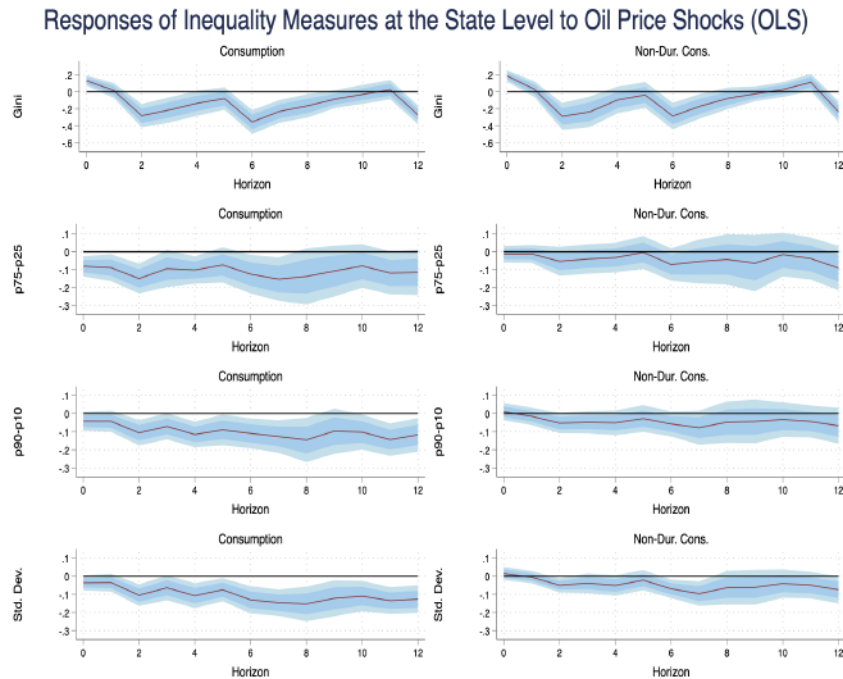 Responses of Inequality Measures at the State Level to Oil Price Shocks (OLS)
Consumption
Non-Dur. Cons.
Gini
.2
0
-.2
-.4
-.6
0 2 4 6 8 10 12
Horizon
Gini
.2
0
-.2
-.4
-.6
0 2 4 6 8 10 12
Horizon
Consumption
Non-Dur. Cons.
p75-p25
.1
0
-.1
-.2
-.3
0 2 4 6 8 10 12
Horizon
p75-p25
.1
0
-.1
-.2
-.3
0 2 4 6 8 10 12
Horizon
Consumption
Non-Dur. Cons.
p90-p10
.1
0
-.1
-.2
-.3
0 2 4 6 8 10 12
Horizon
p90-p10
.1
0
-.1
-.2
-.3
0 2 4 6 8 10 12
Horizon
Consumption
Non-Dur. Cons.
Std. Dev.
.1
0
-.1
-.2
-.3
0 2 4 6 8 10 12
Horizon
Std. Dev.
.1
0
-.1
-.2
-.3
0 2 4 6 8 10 12
Horizon